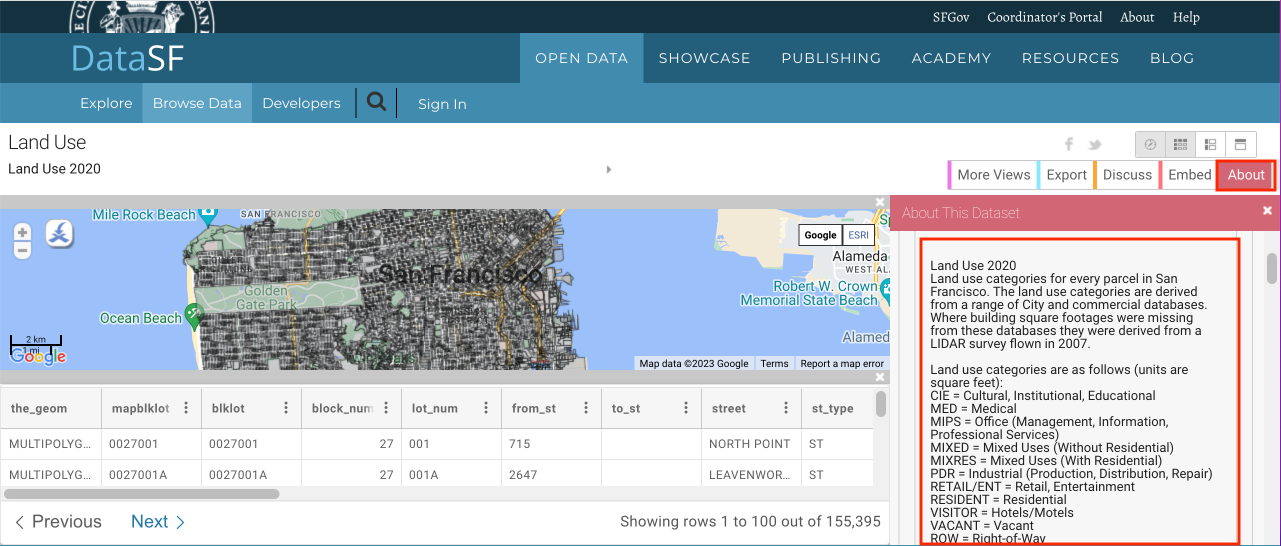 SFGov Coordinator's Portal About Help
DataSF
OPEN DATA SHOWCASE PUBLISHING ACADEMY RESOURCES BLOG
Explore Browse Data Developers Sign In
Land Use
Land Use 2020
More Views Export Discuss Embed About
SAN FRANCISCO
Mile Rock Beach
Google ESRI
Alameda
San Francisco
Golden
Gate Park
Robert W. Crown
Memorial State Beach
Ocean Beach
2 km
1 mi
Google
Map data ©2023 Google Terms Report a map error
the_geom mapblklot blklot block_num lot_num from_st to_st street st_type
MULTIPOLYG... 0027001 0027001 27 001 715 NORTH POINT ST
MULTIPOLYG... 0027001A 0027001A 27 001A 2647 LEAVENWOR... ST
Previous Next Showing rows 1 to 100 out of 155,395
About This Dataset
Land Use 2020
Land use categories for every parcel in San
Francisco. The land use categories are derived
from a range of City and commercial databases.
Where building square footages were missing
from these databases they were derived from a
LIDAR survey flown in 2007.
Land use categories are as follows (units are
square feet):
CIE = Cultural, Institutional, Educational
MED = Medical
MIPS = Office (Management, Information,
Professional Services)
MIXED = Mixed Uses (Without Residential)
MIXRES = Mixed Uses (With Residential)
PDR = Industrial (Production, Distribution, Repair)
RETAIL/ENT = Retail, Entertainment
RESIDENT = Residential
VISITOR = Hotels/Motels
VACANT = Vacant
ROW = Right-of-Way